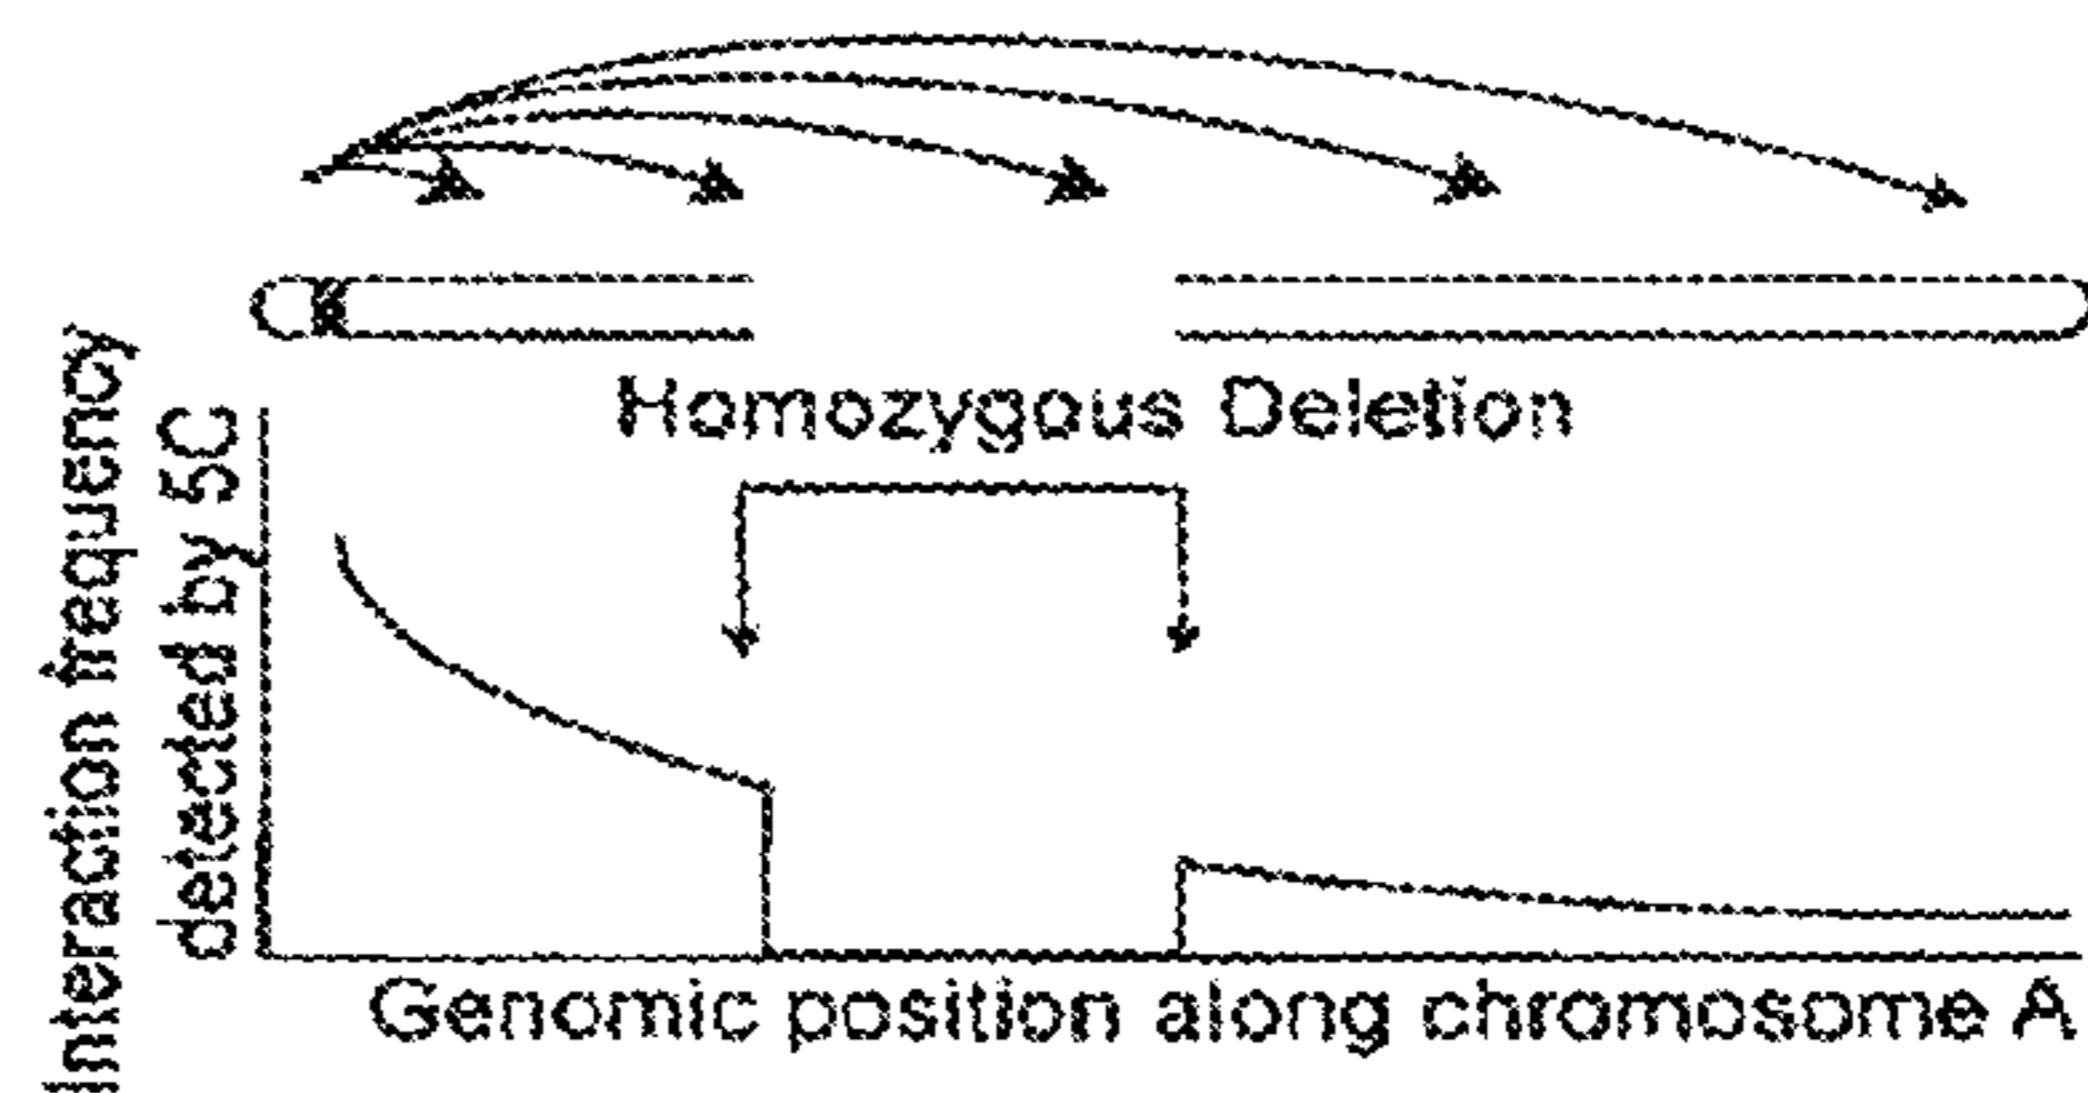 Homozygous Deletion
Interaction frequency
detected by 5C
Genomic position along chromosome A